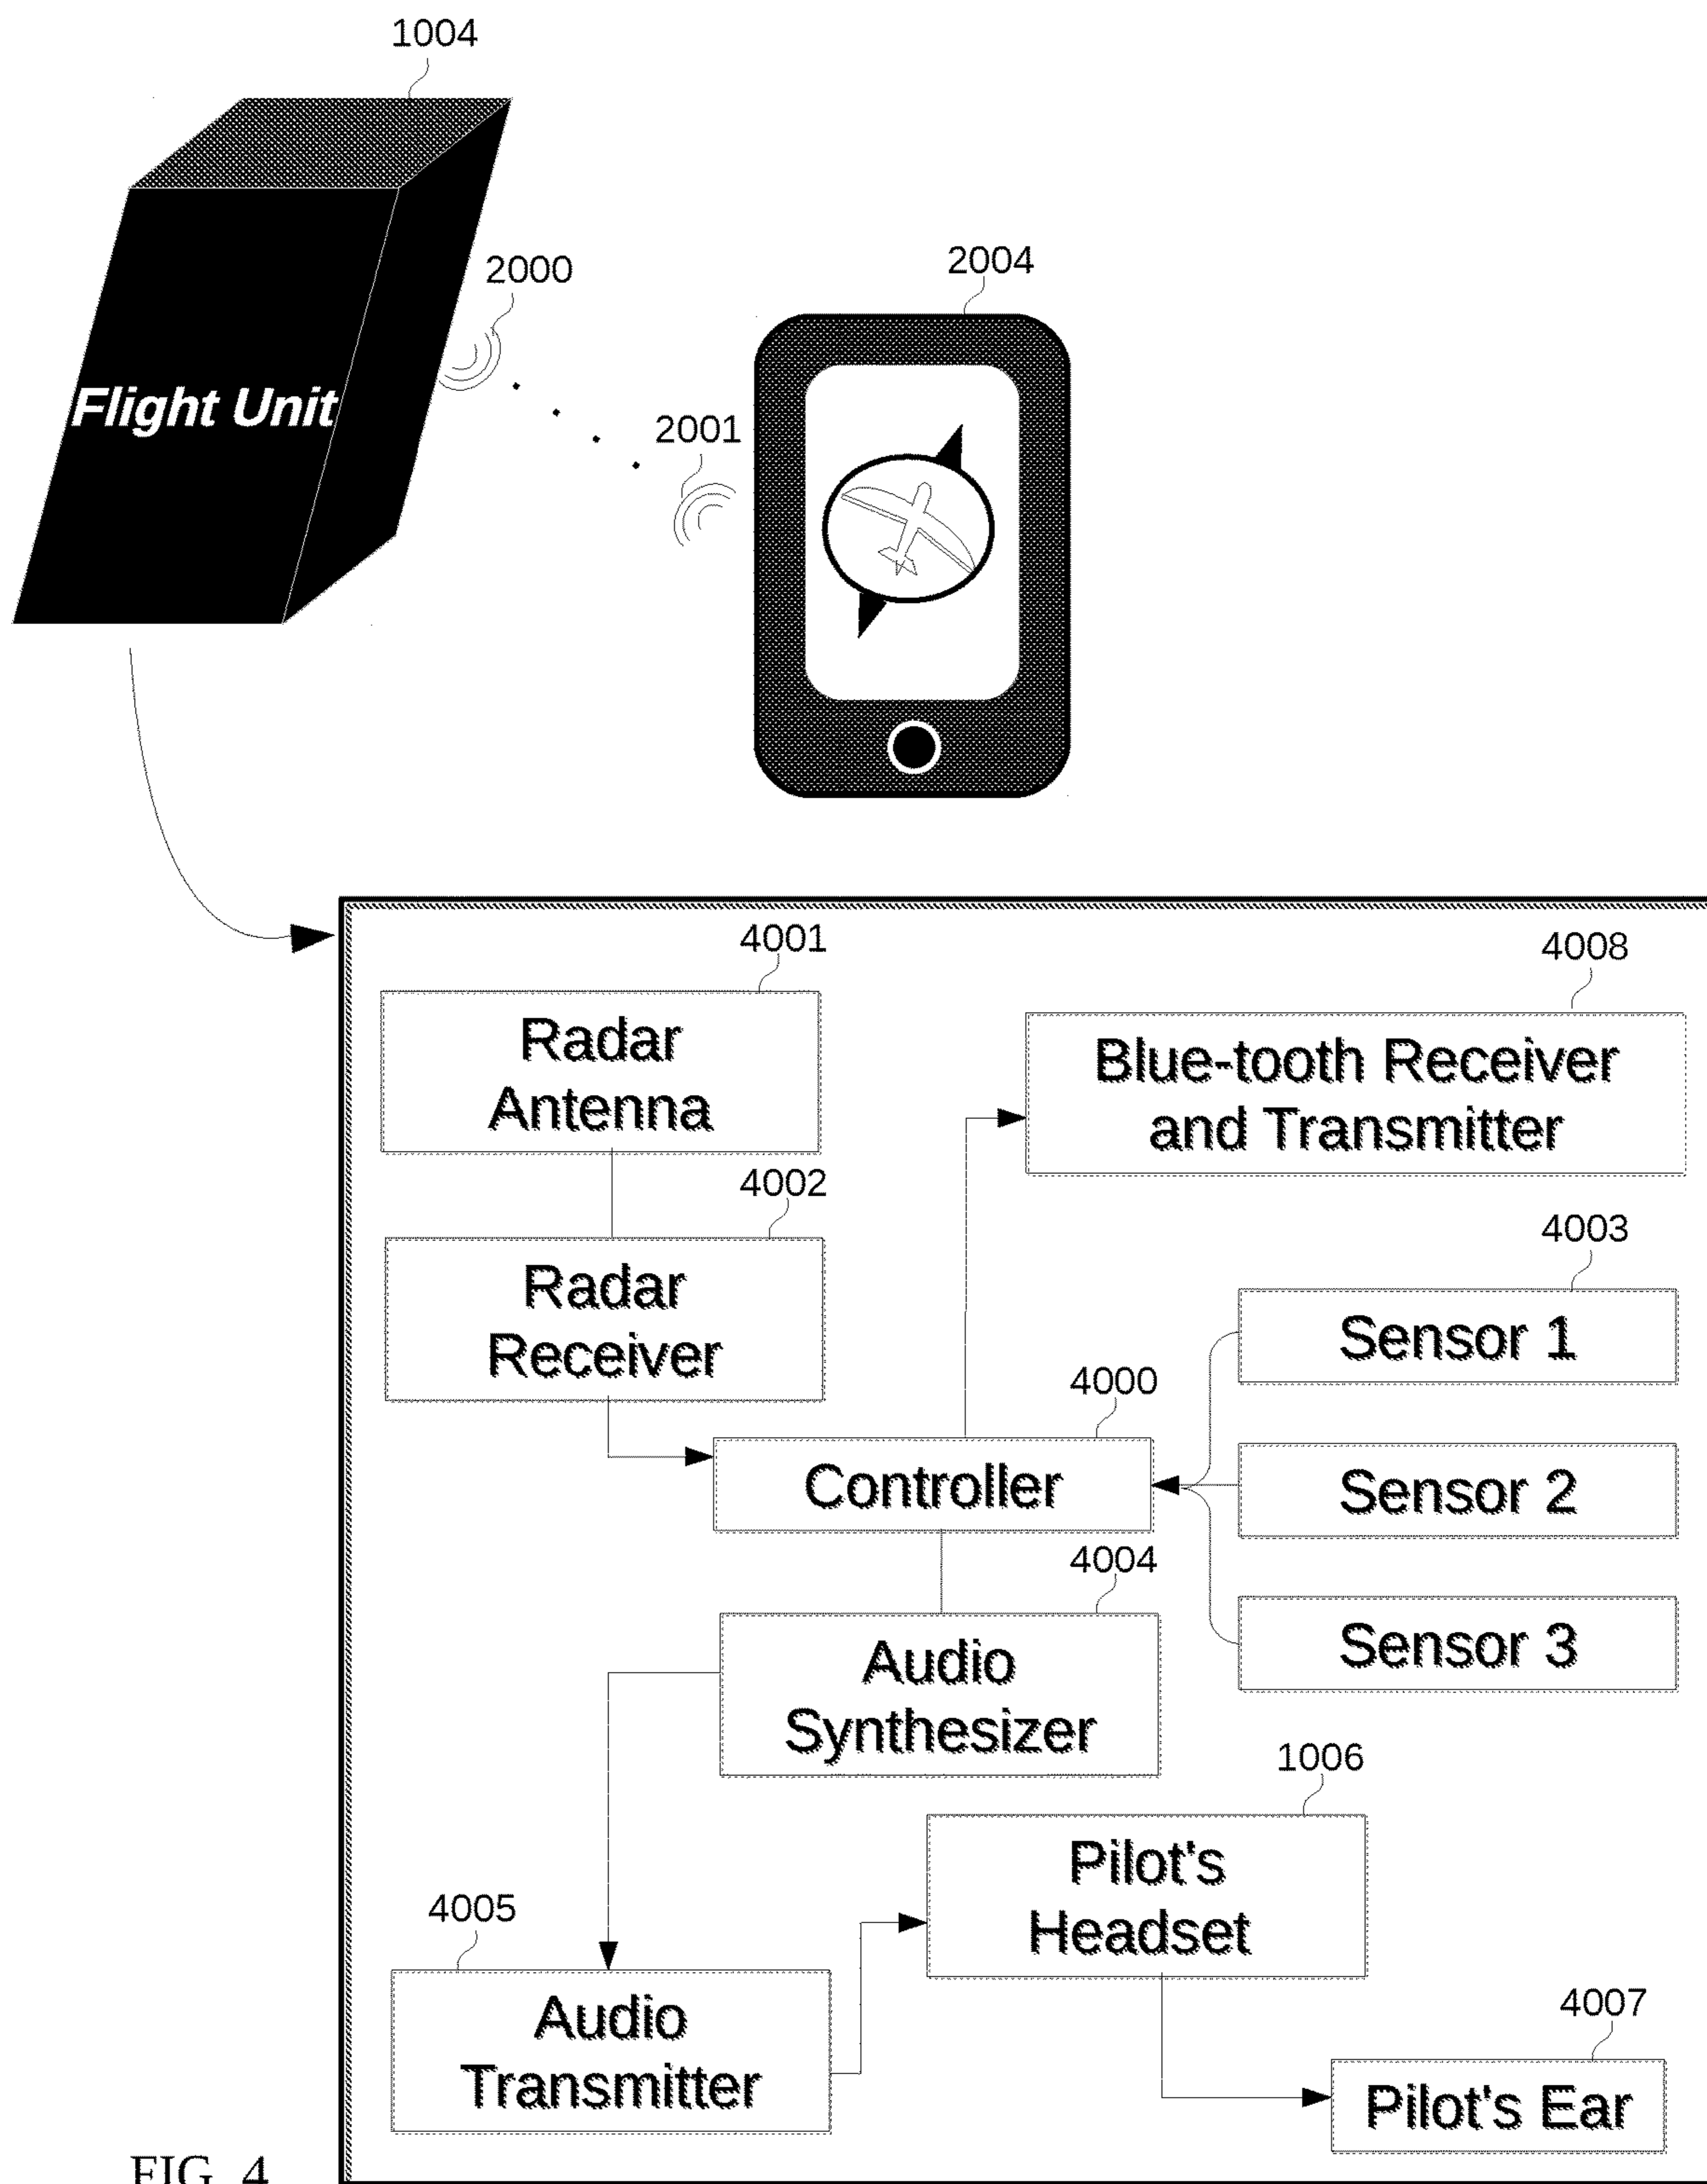 1004
2000
2004
Flight Unit
2001
4001
4008
Radar
Antenna
Blue-tooth Receiver
and Transmitter
4002
4003
Radar
Receiver
Sensor 1
4000
Controller
Sensor 2
4004
Sensor 3
Audio
Synthesizer
1006
Pilot's
Headset
4005
4007
Audio
Transmitter
Pilot's Ear
FIG. 4